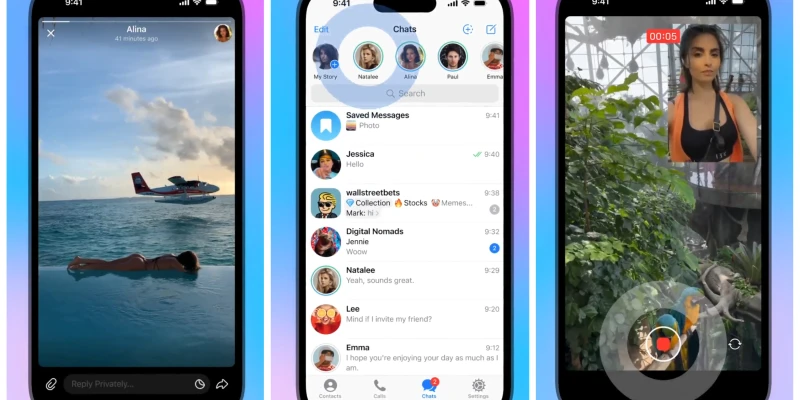 9:41
Alina
41 minutes ago
Reply Privately...
9:41
Edit
Chats
My Story
Natalee
Alina
Paul
Emma
Search
Saved Messages
9:41
Photo
Jessica
9:40
Hello
wallstreetbets
9:38
💎Collection 🔥Stocks 🐭Memes...
Mark: hi x
2
Digital Nomads
9:32
Jennie
Woow
2
Natalee
9:29
Yeah, sounds great.
Lee
9:20
Mind if I invite my friend?
Emma
9:12
I hope you're enjoying your day as much as I
am.
2
Contacts
Calls
Chats
Settings
9:41
00:05